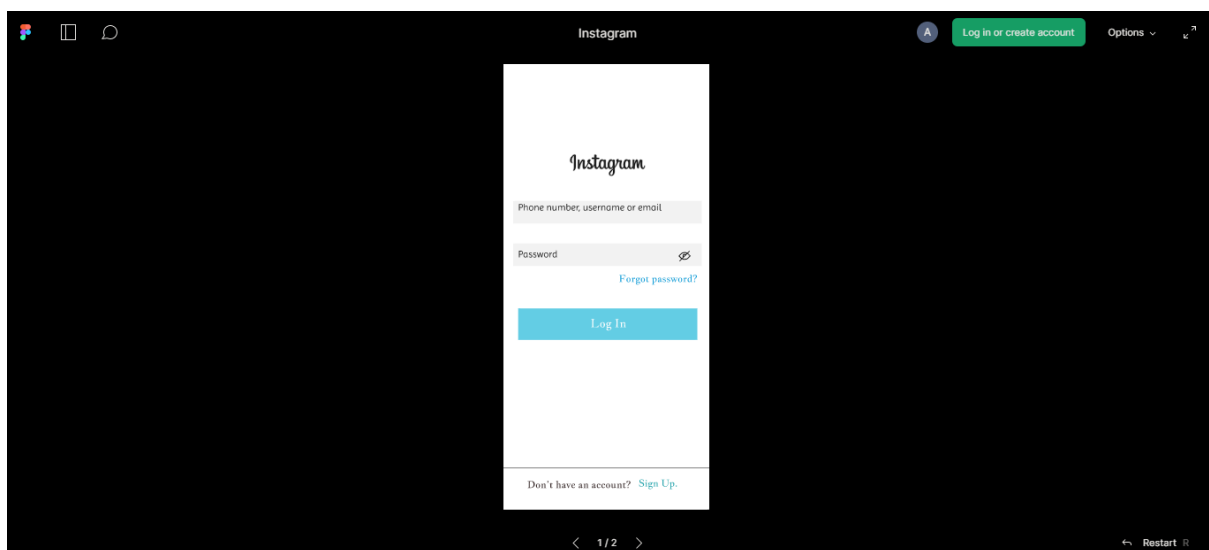 Instagram
A
Log in or create account
Options
Instagram
Phone number, username or email
Password
Forgot password?
Log In
Don't have an account? Sign Up.
1 / 2
Restart R